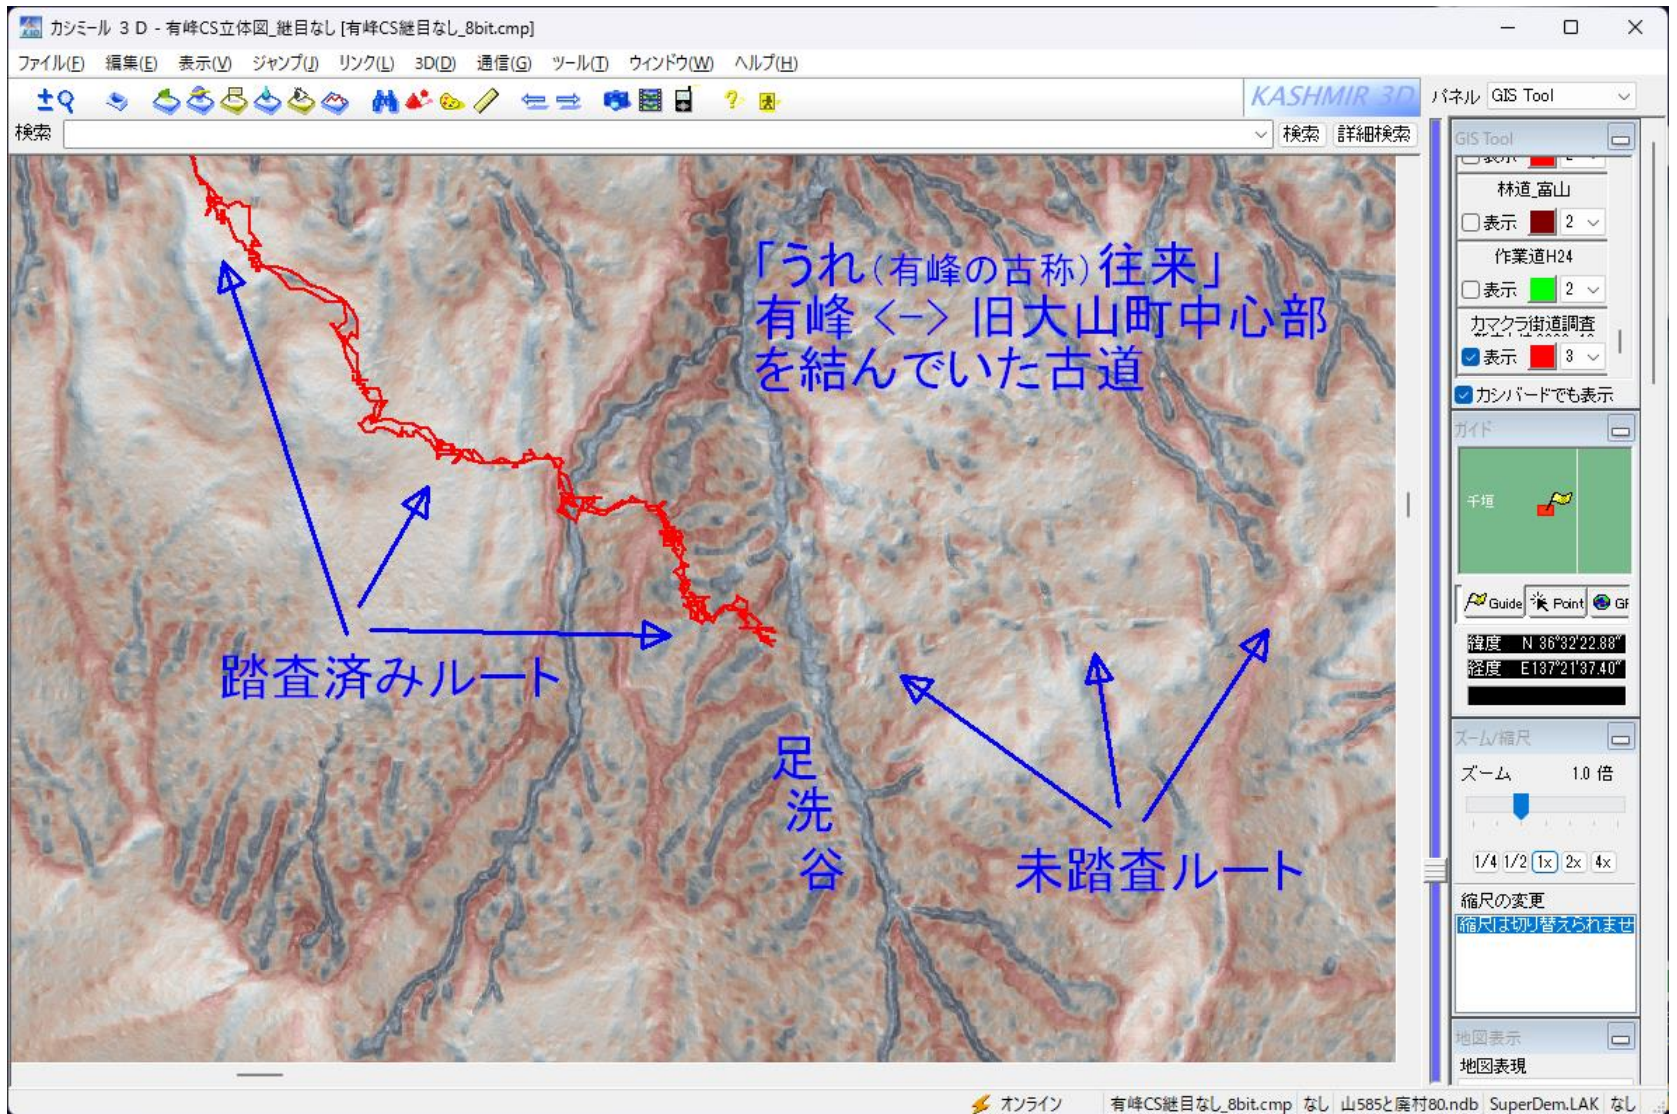 カシミール 3D - 有峰CS立体図_継目なし [有峰CS継目なし_8bit.cmp]
ファイル(F) 編集(E) 表示(V) ジャンプ(J) リンク(L) 3D(D) 通信(G) ツール(T) ウィンドウ(W) ヘルプ(H)
KASHMIR 3D
パネル GIS Tool
検索
検索 詳細検索
GIS Tool
林道_富山
表示 2
作業道H24
表示 2
カマクラ街道調査
表示 3
カシバードでも表示
ガイド
千垣
Guide Point GF
緯度 N 36°32'22.88"
経度 E137°21'37.40"
ズーム/縮尺
ズーム 1.0 倍
1/4 1/2 1x 2x 4x
縮尺の変更
縮尺は切り替えられませ
地図表示
地図表現
「うれ(有峰の古称)往来」
有峰 <-> 旧大山町中心部
を結んでいた古道
踏査済みルート
足洗谷
未踏査ルート
オンライン 有峰CS継目なし_8bit.cmp なし 山585と廃村80.ndb SuperDem.LAK なし